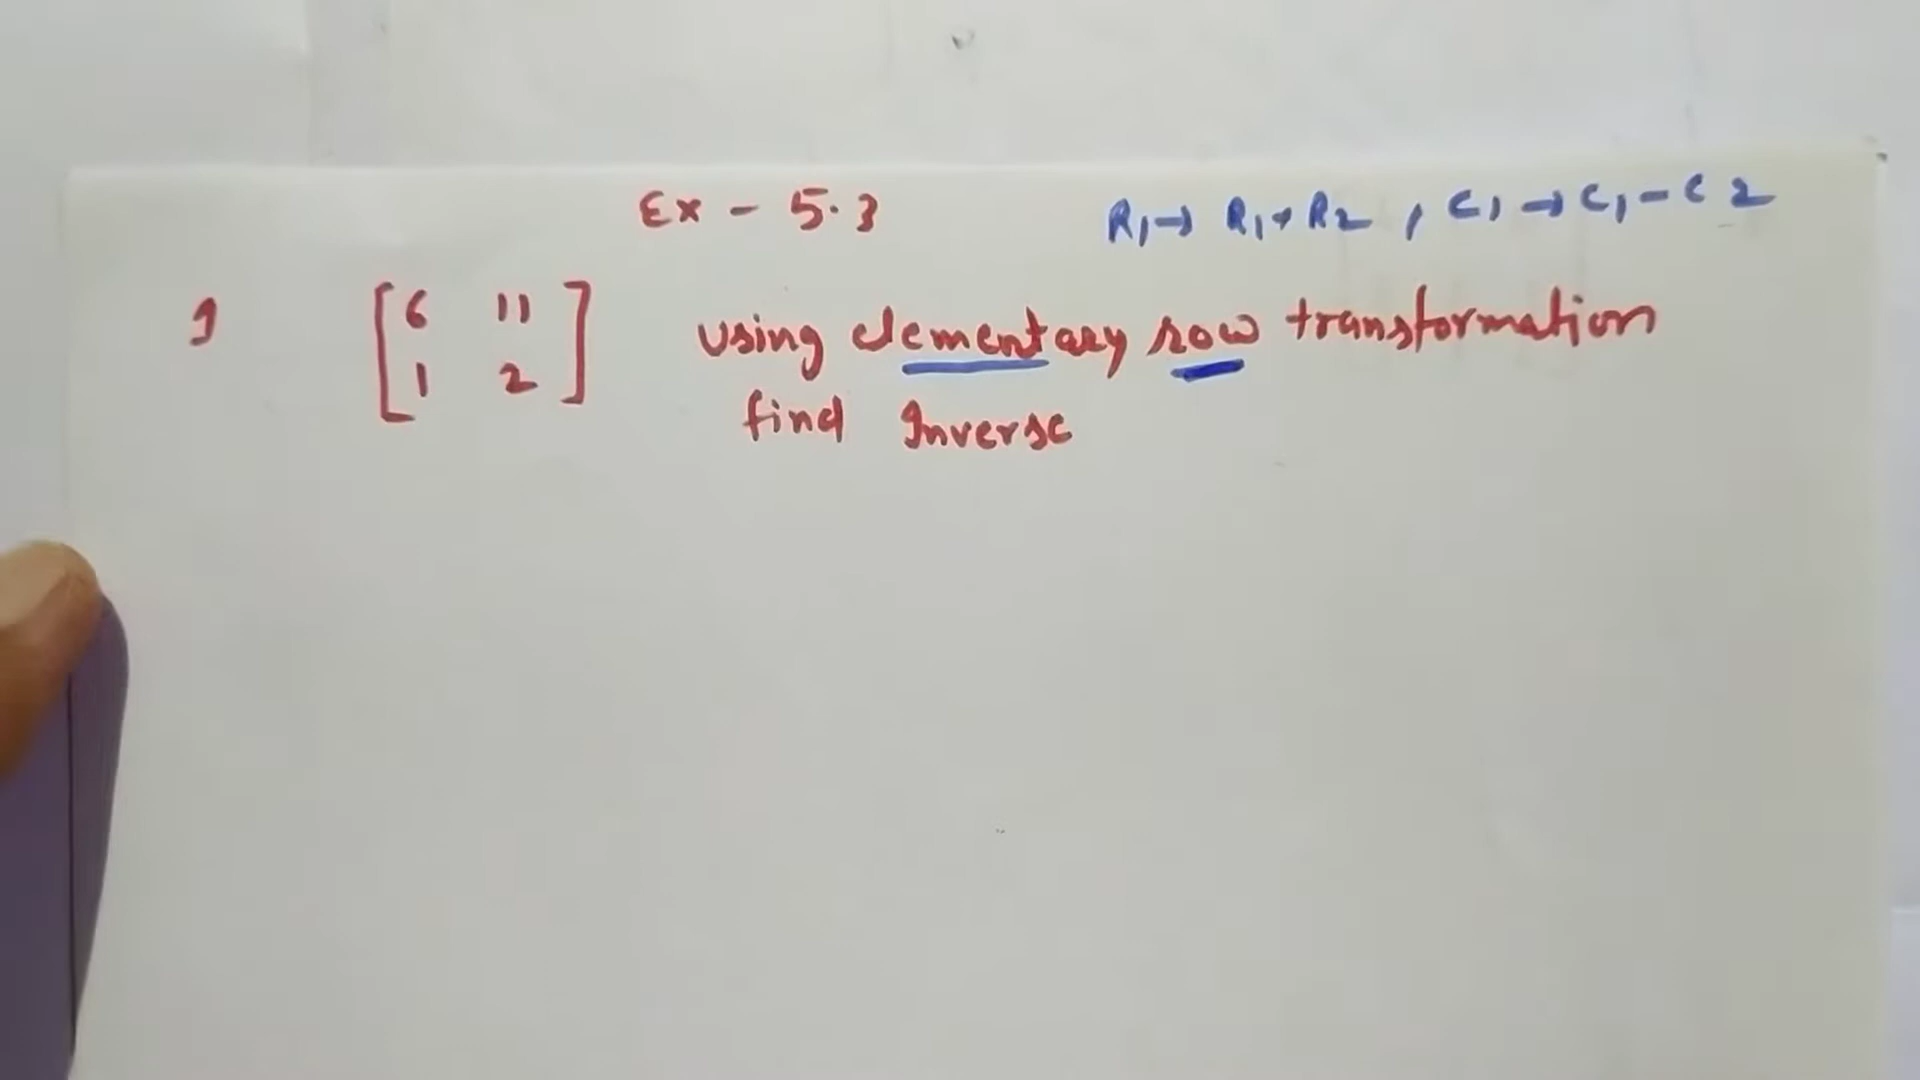 Ex - 5.3
R1→ R1+R2 , C1→C1-C2
1 [6 11
1 2] using elementary row transformation
find Inverse